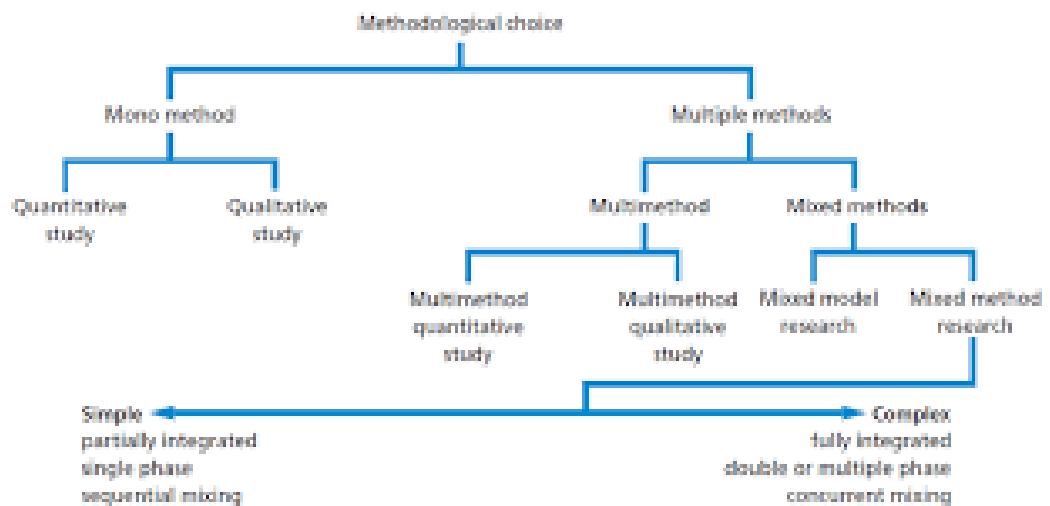 Methodological choice
Mono method
Multiple methods
Quantitative
study
Qualitative
study
Multimethod
Mixed methods
Multimethod
quantitative
study
Multimethod
qualitative
study
Mixed model
research
Mixed method
research
Simple
partially integrated
single phase
sequential mixing
Complex
fully integrated
double or multiple phase
concurrent mixing